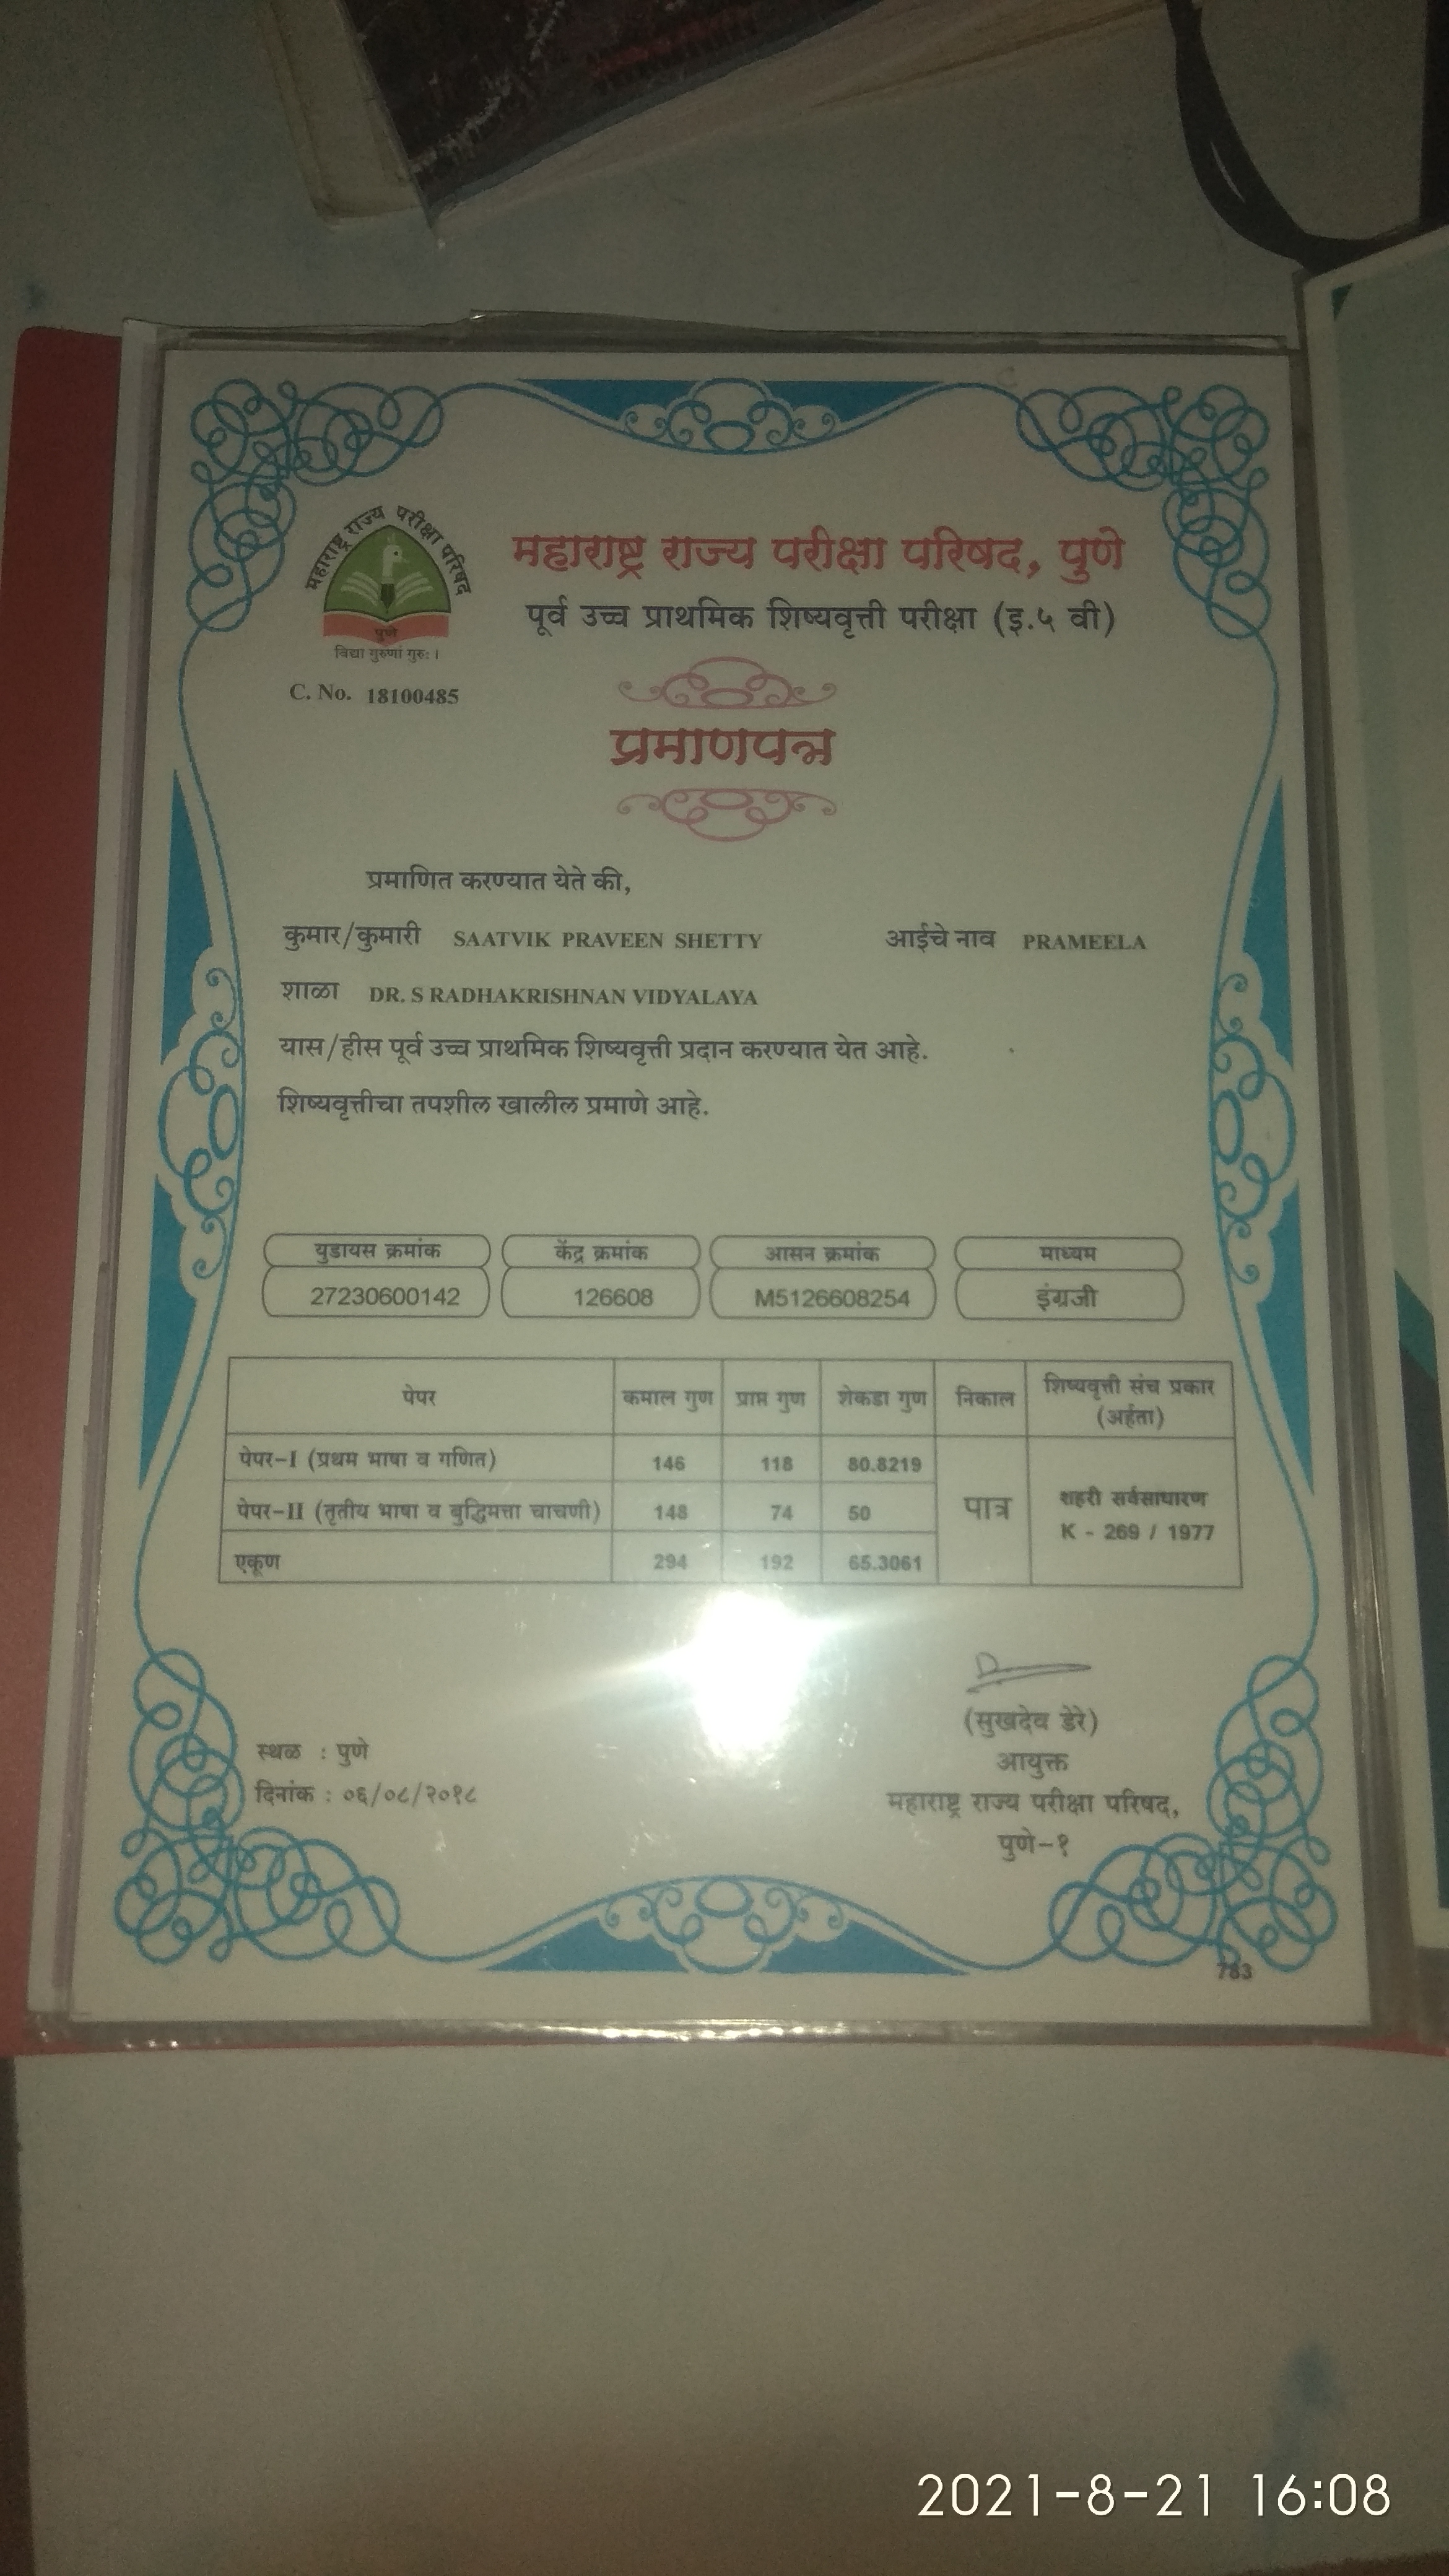 महाराष्ट्र राज्य परीक्षा परिषद
पुणे
विद्या गुरुणां गुरुः।
महाराष्ट्र राज्य परीक्षा परिषद, पुणे
पूर्व उच्च प्राथमिक शिष्यवृत्ती परीक्षा (इ.५ वी)
C. No. 18100485
प्रमाणपत्र
प्रमाणित करण्यात येते की,
कुमार/कुमारी SAATVIK PRAVEEN SHETTY आईचे नाव PRAMEELA
शाळा DR. S RADHAKRISHNAN VIDYALAYA
यास/हीस पूर्व उच्च प्राथमिक शिष्यवृत्ती प्रदान करण्यात येत आहे.
शिष्यवृत्तीचा तपशील खालील प्रमाणे आहे.
युडायस क्रमांक केंद्र क्रमांक आसन क्रमांक माध्यम
27230600142 126608 M5126608254 इंग्रजी
पेपर कमाल गुण प्राप्त गुण शेकडा गुण निकाल शिष्यवृत्ती संच प्रकार (अर्हता)
पेपर-I (प्रथम भाषा व गणित) 146 118 80.8219
पेपर-II (तृतीय भाषा व बुद्धिमत्ता चाचणी) 148 74 50 पात्र शहरी सर्वसाधारण K - 269 / 1977
एकूण 294 192 65.3061
(सुखदेव डेरे)
स्थळ : पुणे आयुक्त
दिनांक : ०६/०८/२०१८ महाराष्ट्र राज्य परीक्षा परिषद,
पुणे-१
783
2021-8-21 16:08